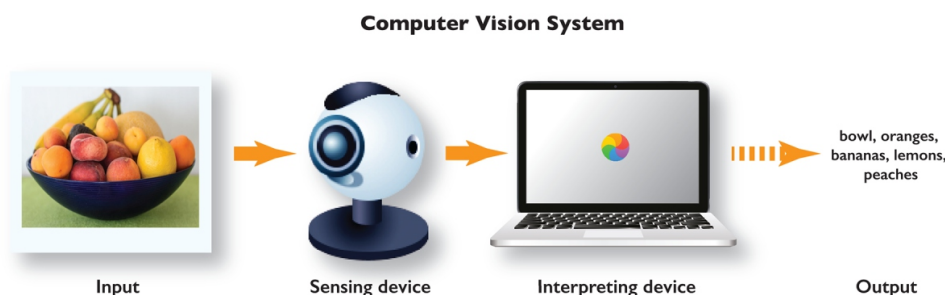 Computer Vision System
bowl, oranges,
bananas, lemons,
peaches
Input
Sensing device
Interpreting device
Output